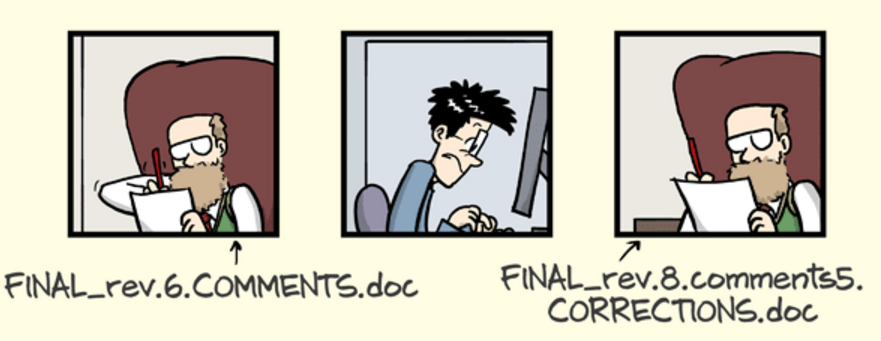 FINAL_rev.6.COMMENTS.doc
FINAL_rev.8.comments5.
CORRECTIONS.doc